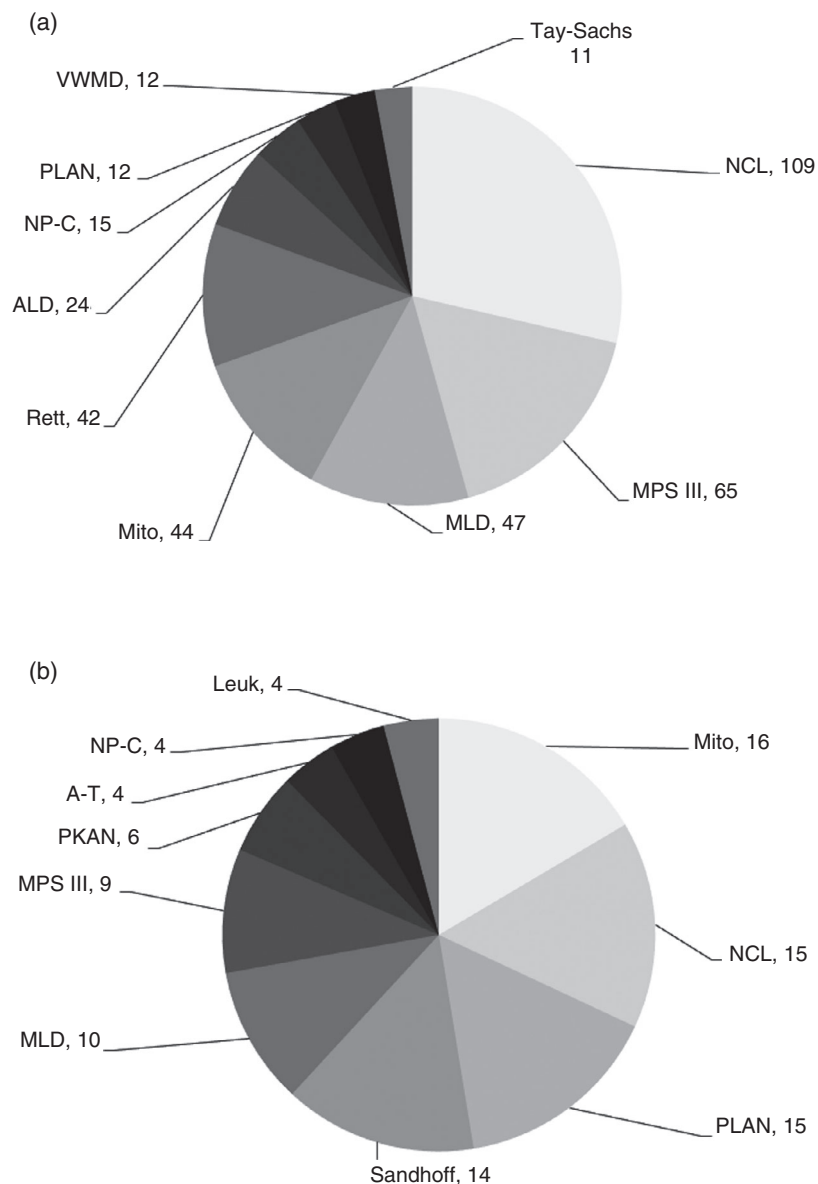 (a)
Tay-Sachs
11
VWMD, 12
PLAN, 12
NCL, 109
NP-C, 15
ALD, 24
Rett, 42
MPS III, 65
MLD, 47
Mito, 44
(b)
Leuk, 4
NP-C, 4
Mito, 16
A-T, 4
PKAN, 6
MPS III, 9
NCL, 15
MLD, 10
PLAN, 15
Sandhoff, 14